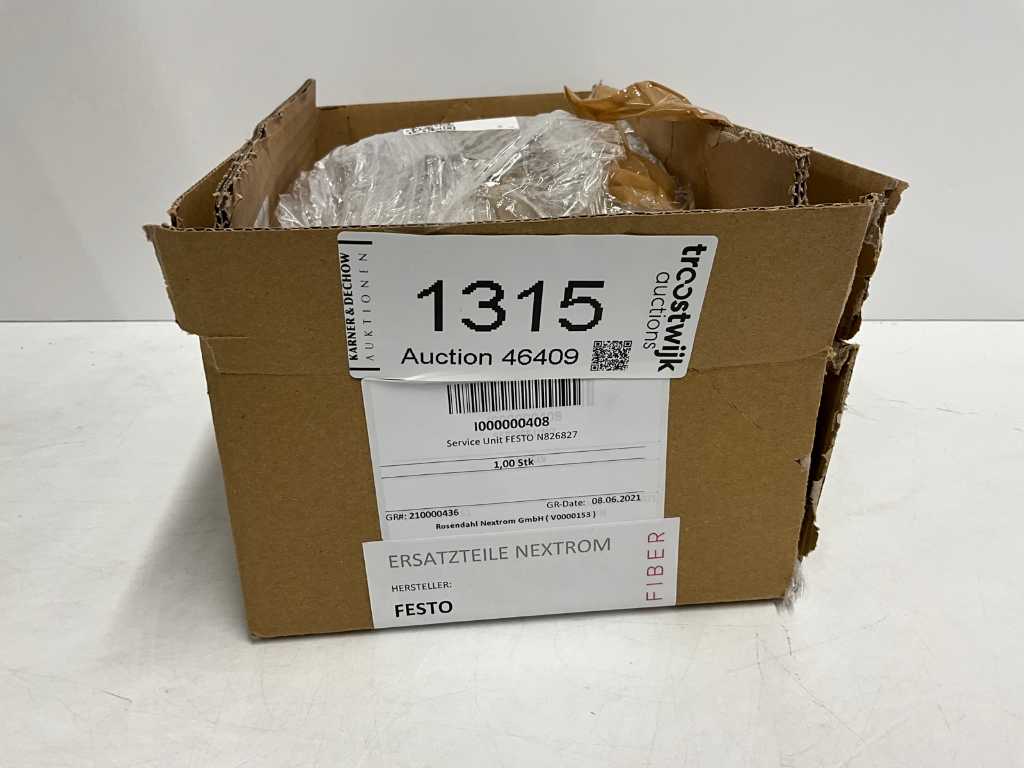 KARNER & DECHOW
AUKTIONEN
1315
Auction 46409
troostwijk
auctions
I000000408
Service Unit FESTO N826827
1,00 Stk
GR#: 210000436
GR-Date: 08.06.2021
Rosendahl Nextrom GmbH ( V0000153 )
ERSATZTEILE NEXTROM
HERSTELLER:
FESTO
FIBER